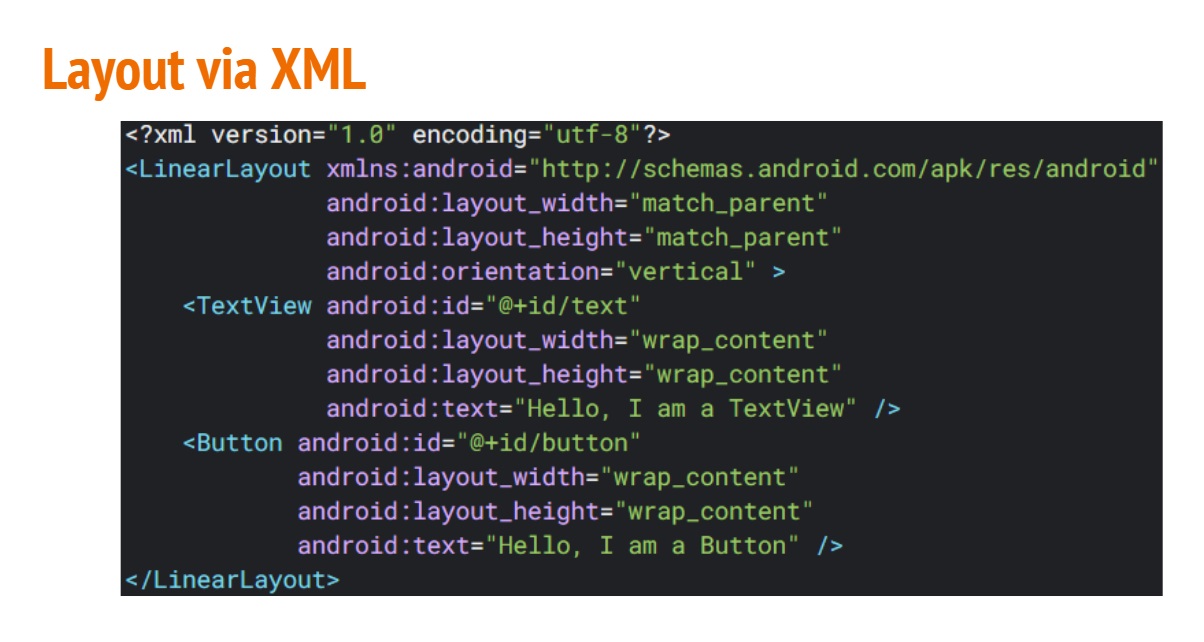 Layout via XML
<?xml version="1.0" encoding="utf-8"?>
<LinearLayout xmlns:android="http://schemas.android.com/apk/res/android"
android:layout_width="match_parent"
android:layout_height="match_parent"
android:orientation="vertical" >
<TextView android:id="@+id/text"
android:layout_width="wrap_content"
android:layout_height="wrap_content"
android:text="Hello, I am a TextView" />
<Button android:id="@+id/button"
android:layout_width="wrap_content"
android:layout_height="wrap_content"
android:text="Hello, I am a Button" />
</LinearLayout>